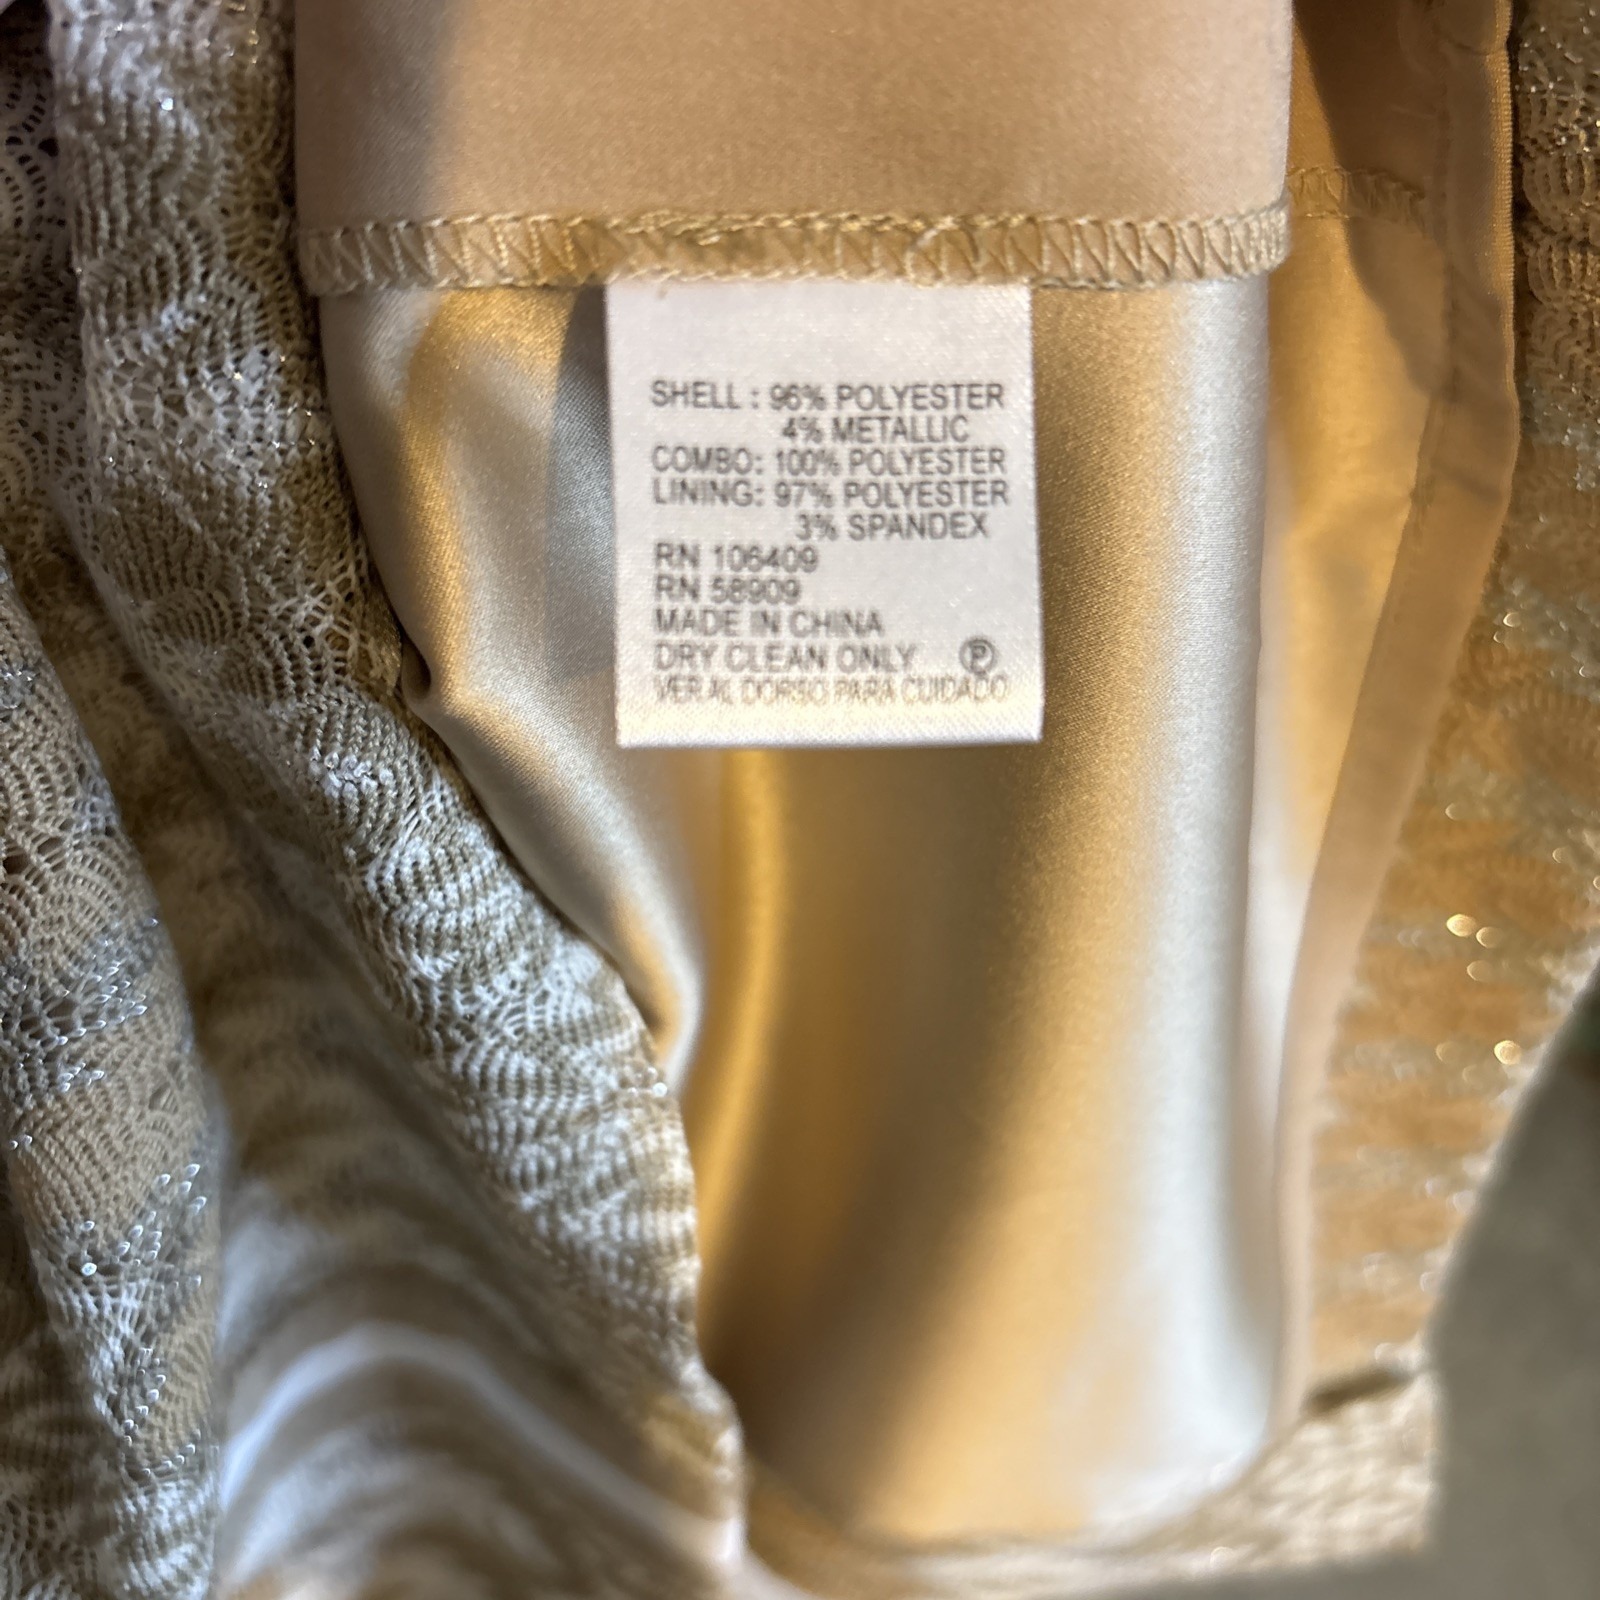 SHELL : 96% POLYESTER
4% METALLIC
COMBO: 100% POLYESTER
LINING: 97% POLYESTER
3% SPANDEX
RN 106409
RN 58909
MADE IN CHINA
DRY CLEAN ONLY Ⓟ
VER AL DORSO PARA CUIDADO